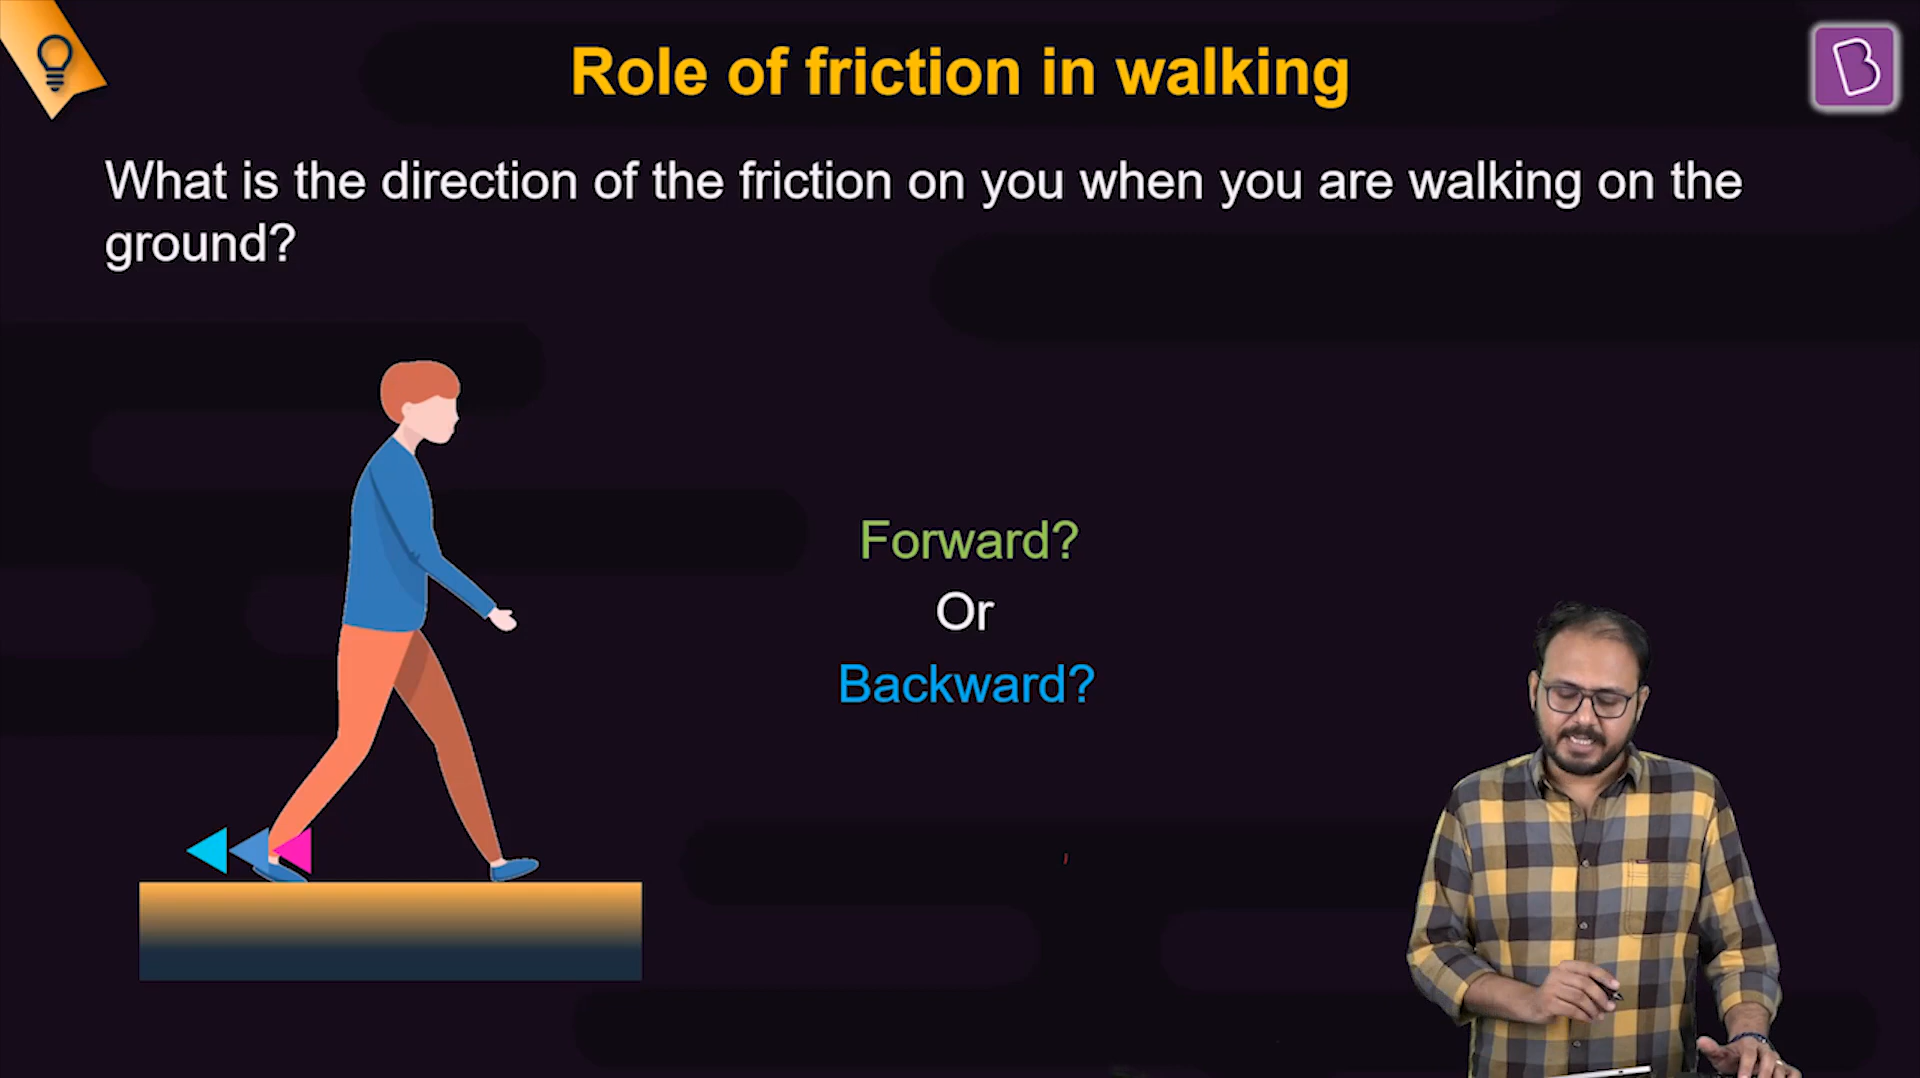 Role of friction in walking
What is the direction of the friction on you when you are walking on the
ground?
Forward?
Or
Backward?